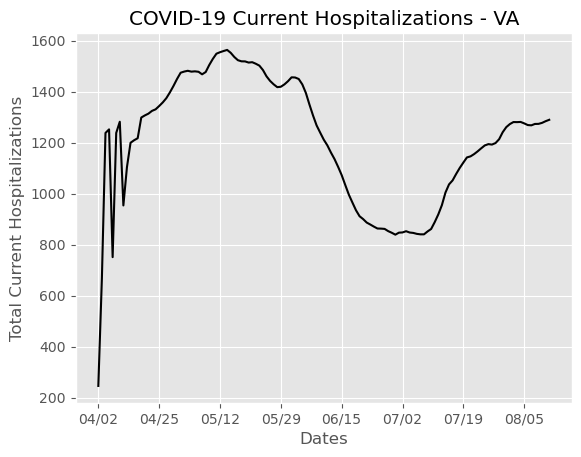 COVID-19 Current Hospitalizations - VA
Total Current Hospitalizations
1600
1400
1200
1000
800
600
400
200
04/02 04/25 05/12 05/29 06/15 07/02 07/19 08/05
Dates